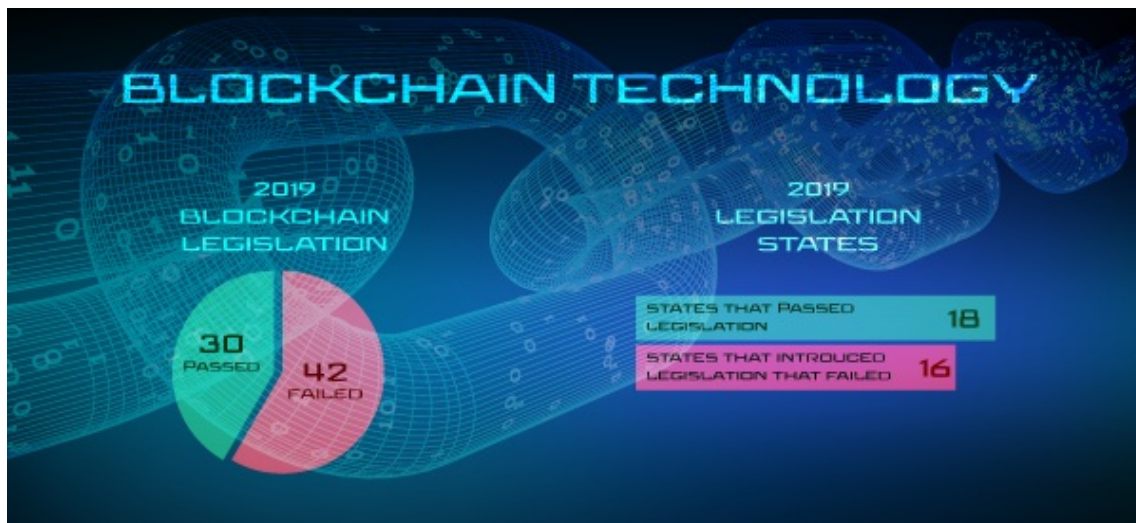 BLOCKCHAIN TECHNOLOGY
2019
BLOCKCHAIN
LEGISLATION
30
PASSED
42
FAILED
2019
LEGISLATION
STATES
STATES THAT PASSED
LEGISLATION
18
STATES THAT INTROUCED
LEGISLATION THAT FAILED
16